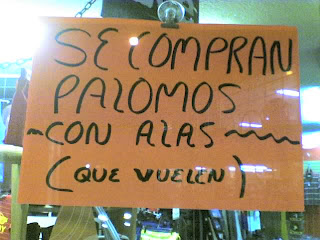 SE COMPRAN
PALOMOS
~CON ALAS~~~
(QUE VUELEN)